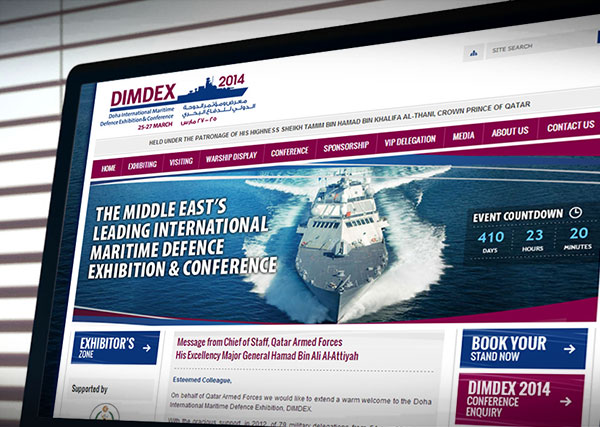 SITE SEARCH
DIMDEX 2014
Doha International Maritime
Defence Exhibition & Conference
25-27 MARCH
معرض ومؤتمر الدوحة
الدولي للدفاع البحري
٢٥-٢٧ مارس
HELD UNDER THE PATRONAGE OF HIS HIGHNESS SHEIKH TAMIM BIN HAMAD BIN KHALIFA AL-THANI, CROWN PRINCE OF QATAR
HOME EXHIBITING VISITING WARSHIP DISPLAY CONFERENCE SPONSORSHIP VIP DELEGATION MEDIA ABOUT US CONTACT US
THE MIDDLE EAST'S
LEADING INTERNATIONAL
MARITIME DEFENCE
EXHIBITION & CONFERENCE
EVENT COUNTDOWN
410 23 20
DAYS HOURS MINUTES
EXHIBITOR'S
ZONE
Supported by
Message from Chief of Staff, Qatar Armed Forces
His Excellency Major General Hamad Bin Ali Al-Attiyah
Esteemed Colleague,
On behalf of Qatar Armed Forces we would like to extend a warm welcome to the Doha
International Maritime Defence Exhibition, DIMDEX.
BOOK YOUR
STAND NOW
DIMDEX 2014
CONFERENCE
ENQUIRY